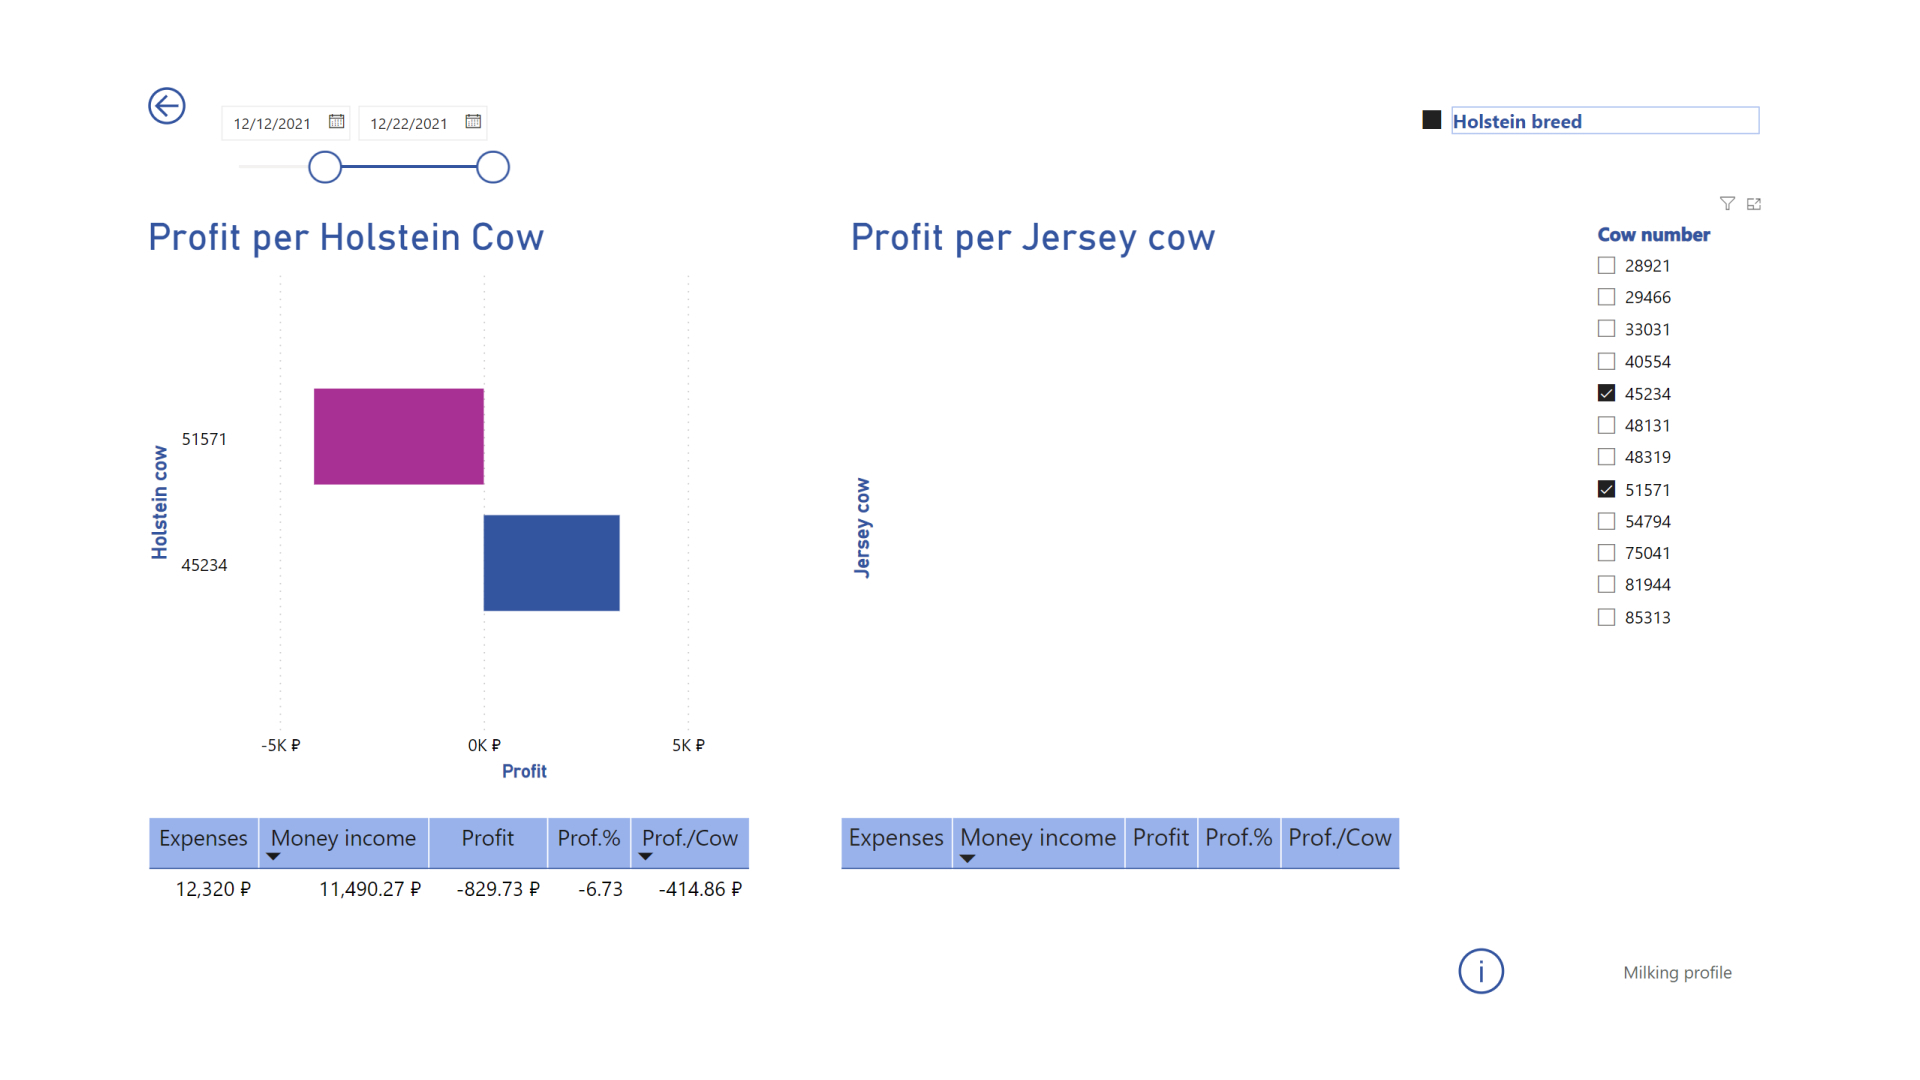 12/12/2021 12/22/2021
Holstein breed
Profit per Holstein Cow
Holstein cow
51571
45234
-5K ₽ 0K ₽ 5K ₽
Profit
Expenses Money income Profit Prof.% Prof./Cow
12,320 ₽ 11,490.27 ₽ -829.73 ₽ -6.73 -414.86 ₽
Profit per Jersey cow
Jersey cow
Expenses Money income Profit Prof.% Prof./Cow
Cow number
28921
29466
33031
40554
45234
48131
48319
51571
54794
75041
81944
85313
i
Milking profile